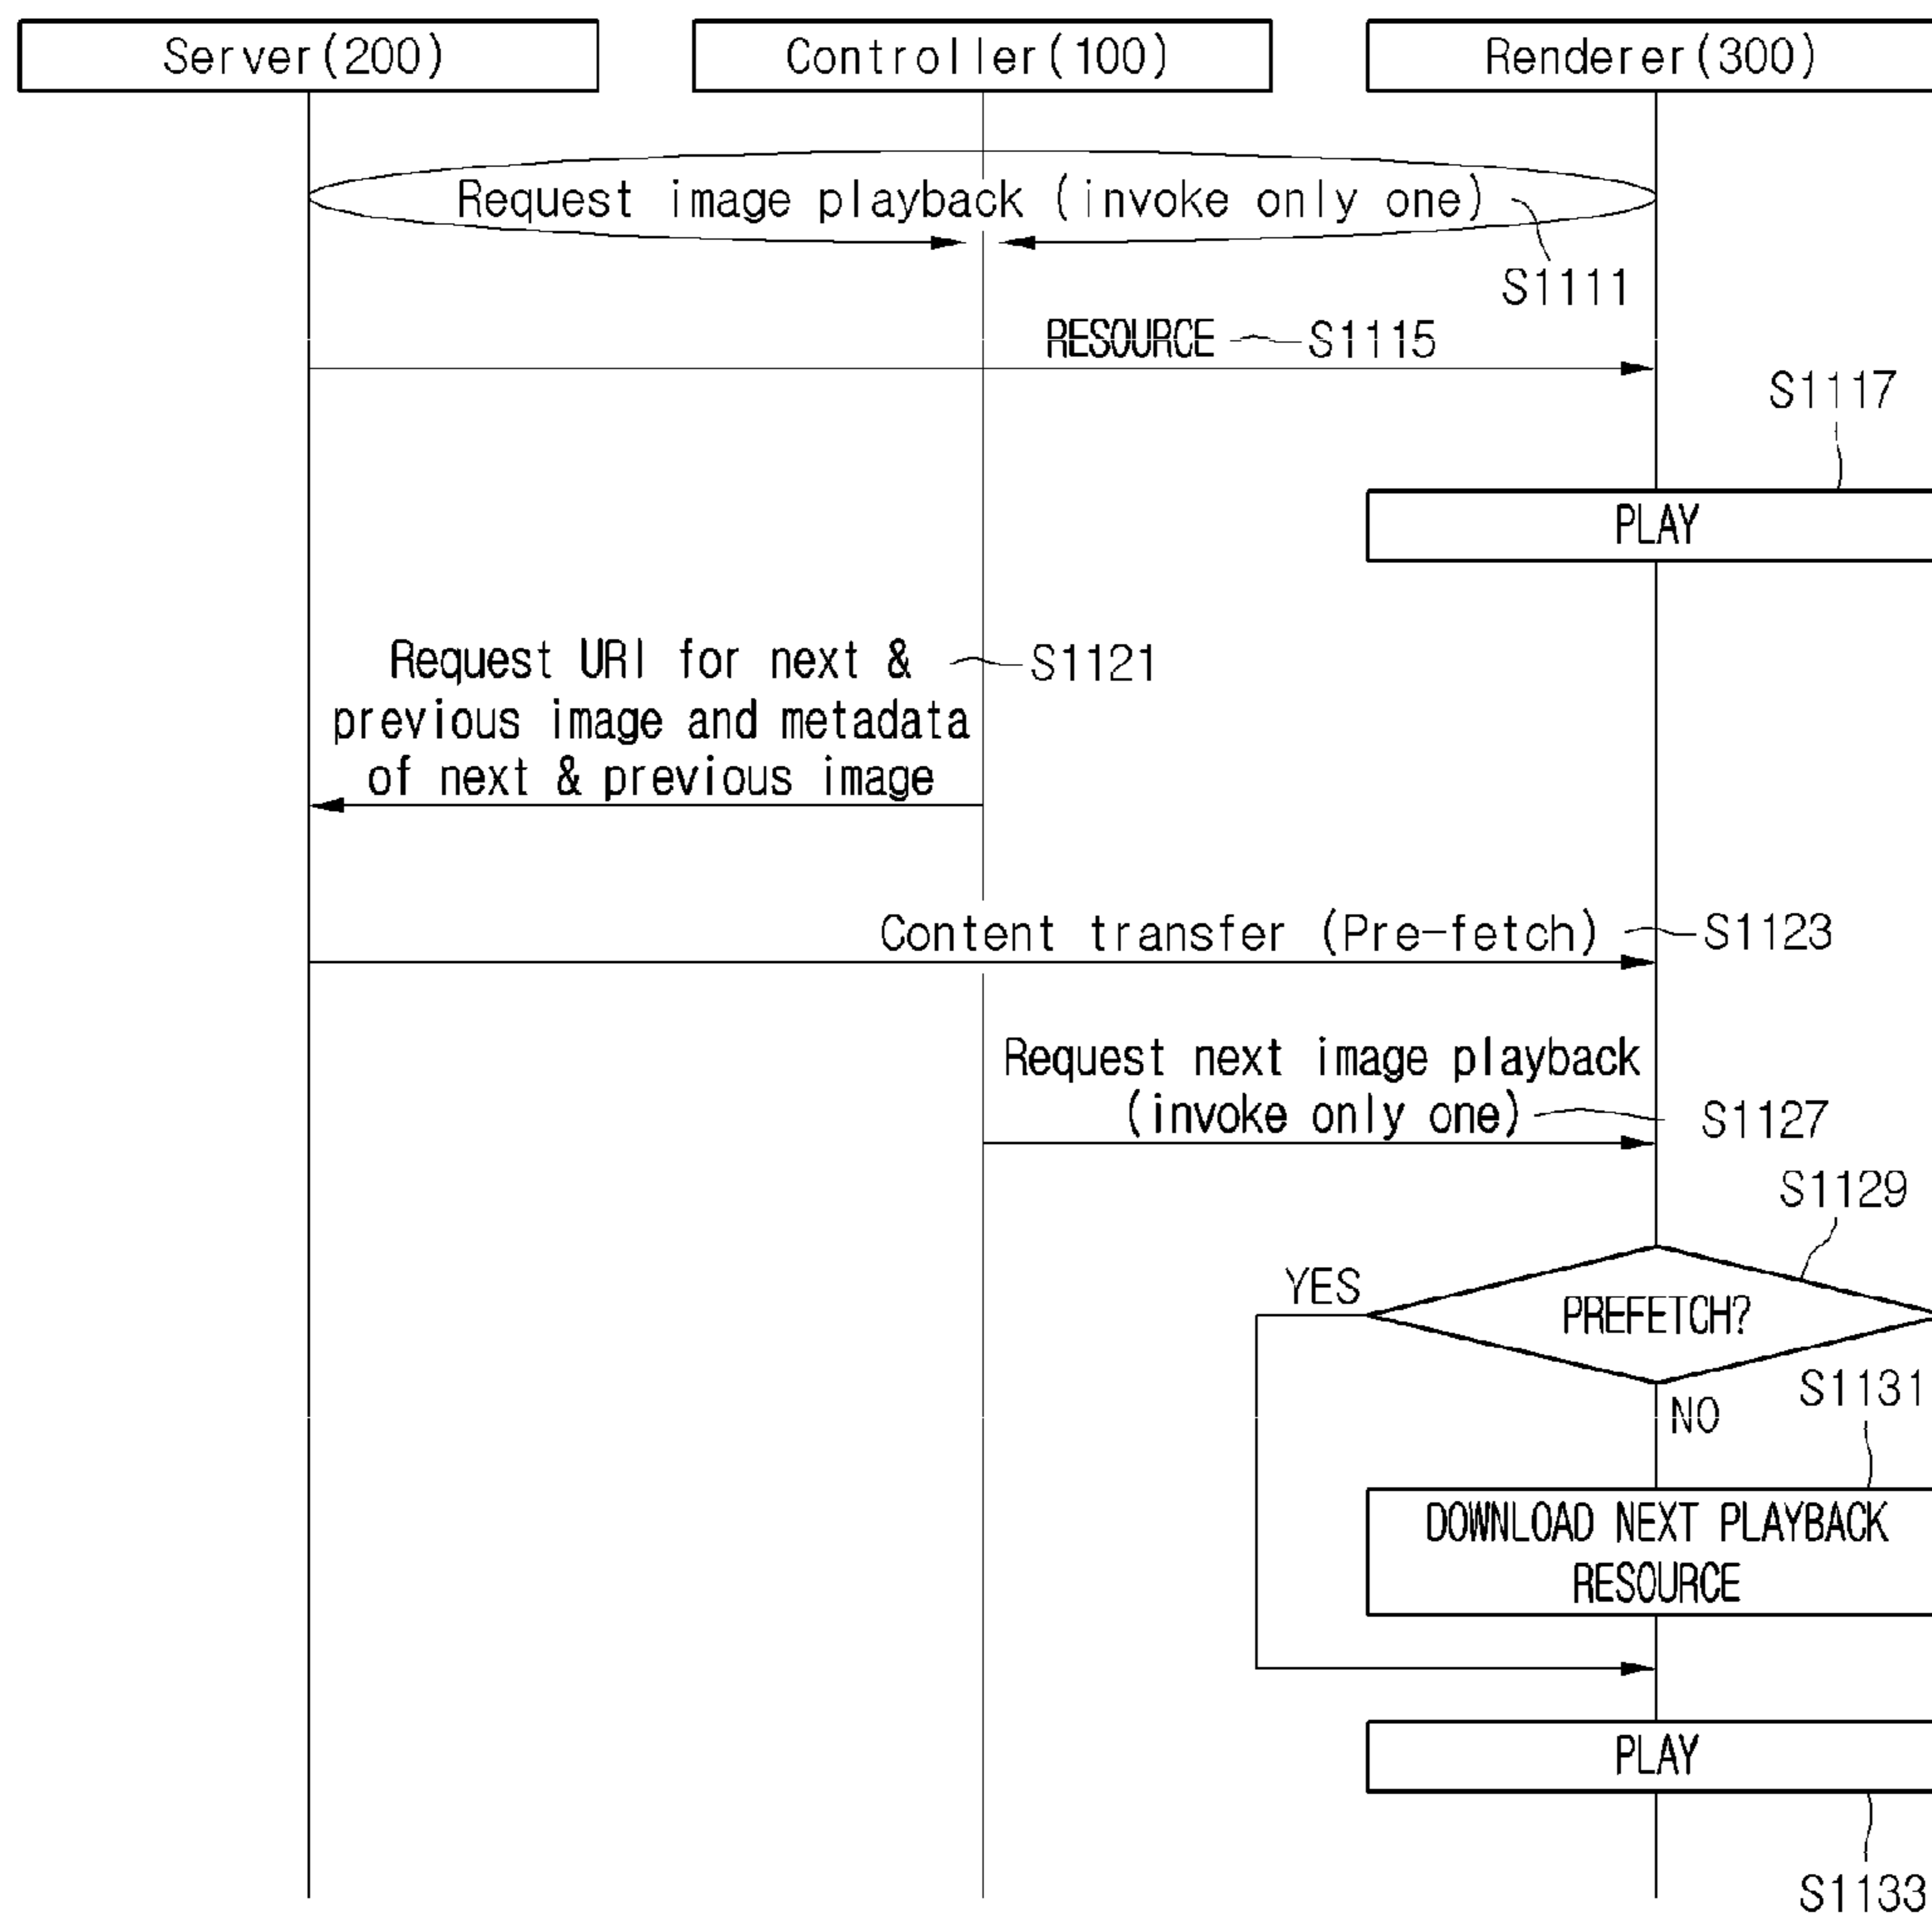 Server(200)
Controller(100)
Renderer(300)
Request image playback (invoke only one)
S1111
RESOURCE
S1115
S1117
PLAY
Request URI for next &
S1121
previous image and metadata
of next & previous image
Content transfer (Pre-fetch)
S1123
Request next image playback
(invoke only one)
S1127
S1129
YES
PREFETCH?
S1131
NO
DOWNLOAD NEXT PLAYBACK
RESOURCE
PLAY
S1133